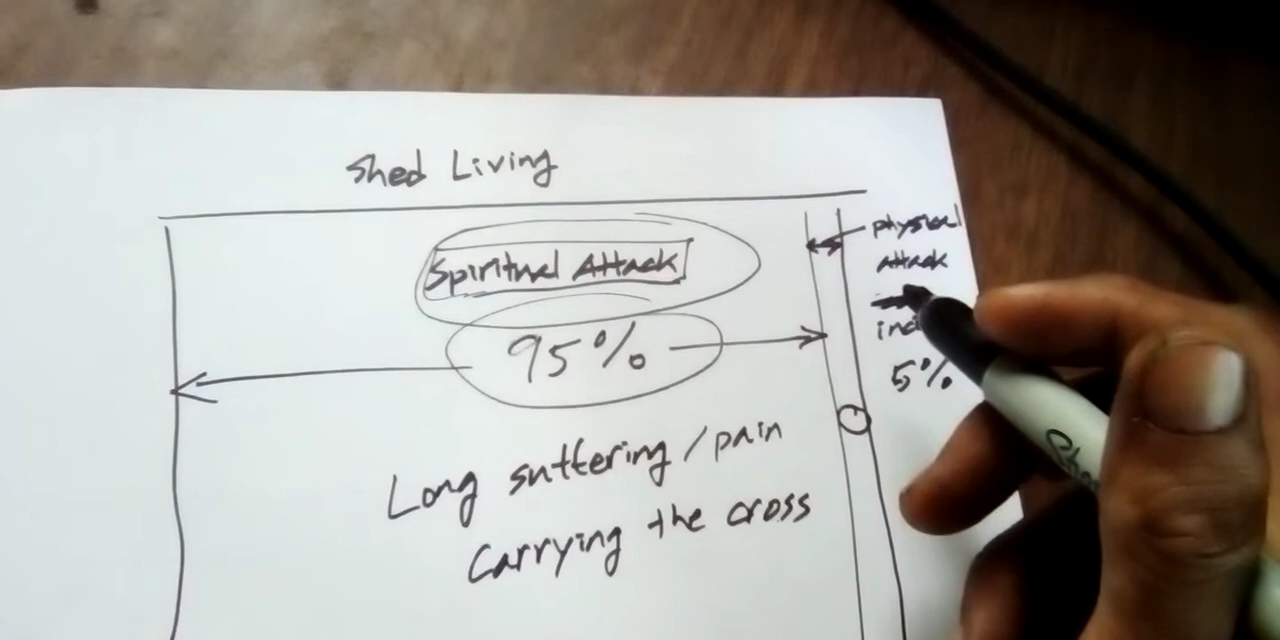 Shed Living
Spiritual Attack
95%
Long suffering/pain
Carrying the cross
physical
attack
5%